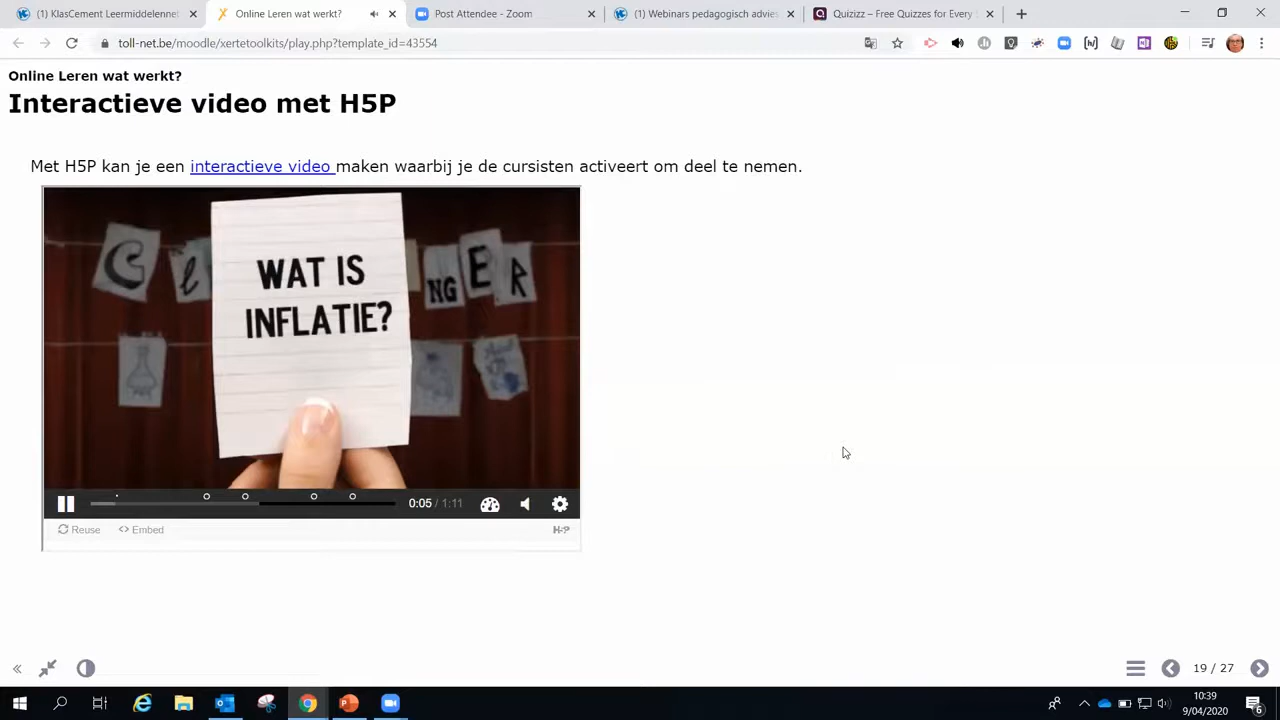 (1) KlasCement Leermiddelennet
Online Leren wat werkt?
Post Attendee - Zoom
(1) Webinars pedagogisch advies
Quizizz – Free Quizzes for Every
toll-net.be/moodle/xertetoolkits/play.php?template_id=43554
Online Leren wat werkt?
Interactieve video met H5P
Met H5P kan je een interactieve video maken waarbij je de cursisten activeert om deel te nemen.
WAT IS
INFLATIE?
NG E R
0:05 / 1:11
Reuse
Embed
H5P
19 / 27
10:39
9/04/2020
6